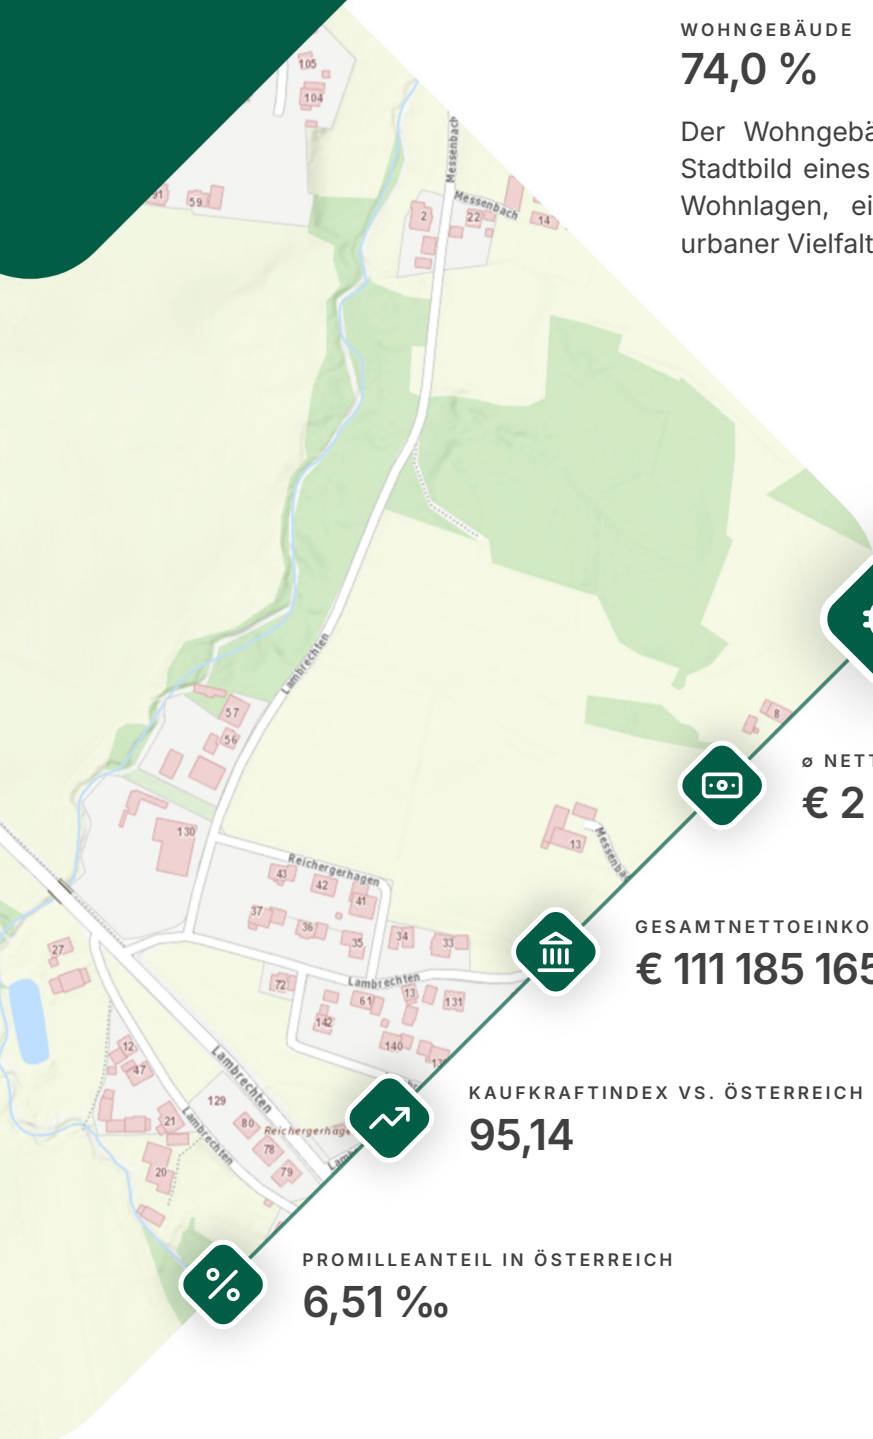 WOHNGEBÄUDE
74,0 %
Der Wohngebä
Stadtbild eines
Wohnlagen, ei
urbaner Vielfalt
105
104
91
59
Messenbach
Messenbach
2
22
14
Lambrechten
57
56
8
130
13
Messenba
Reichergerhagen
43
42
41
37
36
35
34
33
27
72
Lambrechten
61
13
131
142
140
12
47
Lambrechten
129
21
80
Reichergerhage
78
20
79
Lambrechten
Lam
ø NETT
€ 2
GESAMTNETTOEINKO
€ 111 185 165
KAUFKRAFTINDEX VS. ÖSTERREICH
95,14
PROMILLEANTEIL IN ÖSTERREICH
6,51 ‰